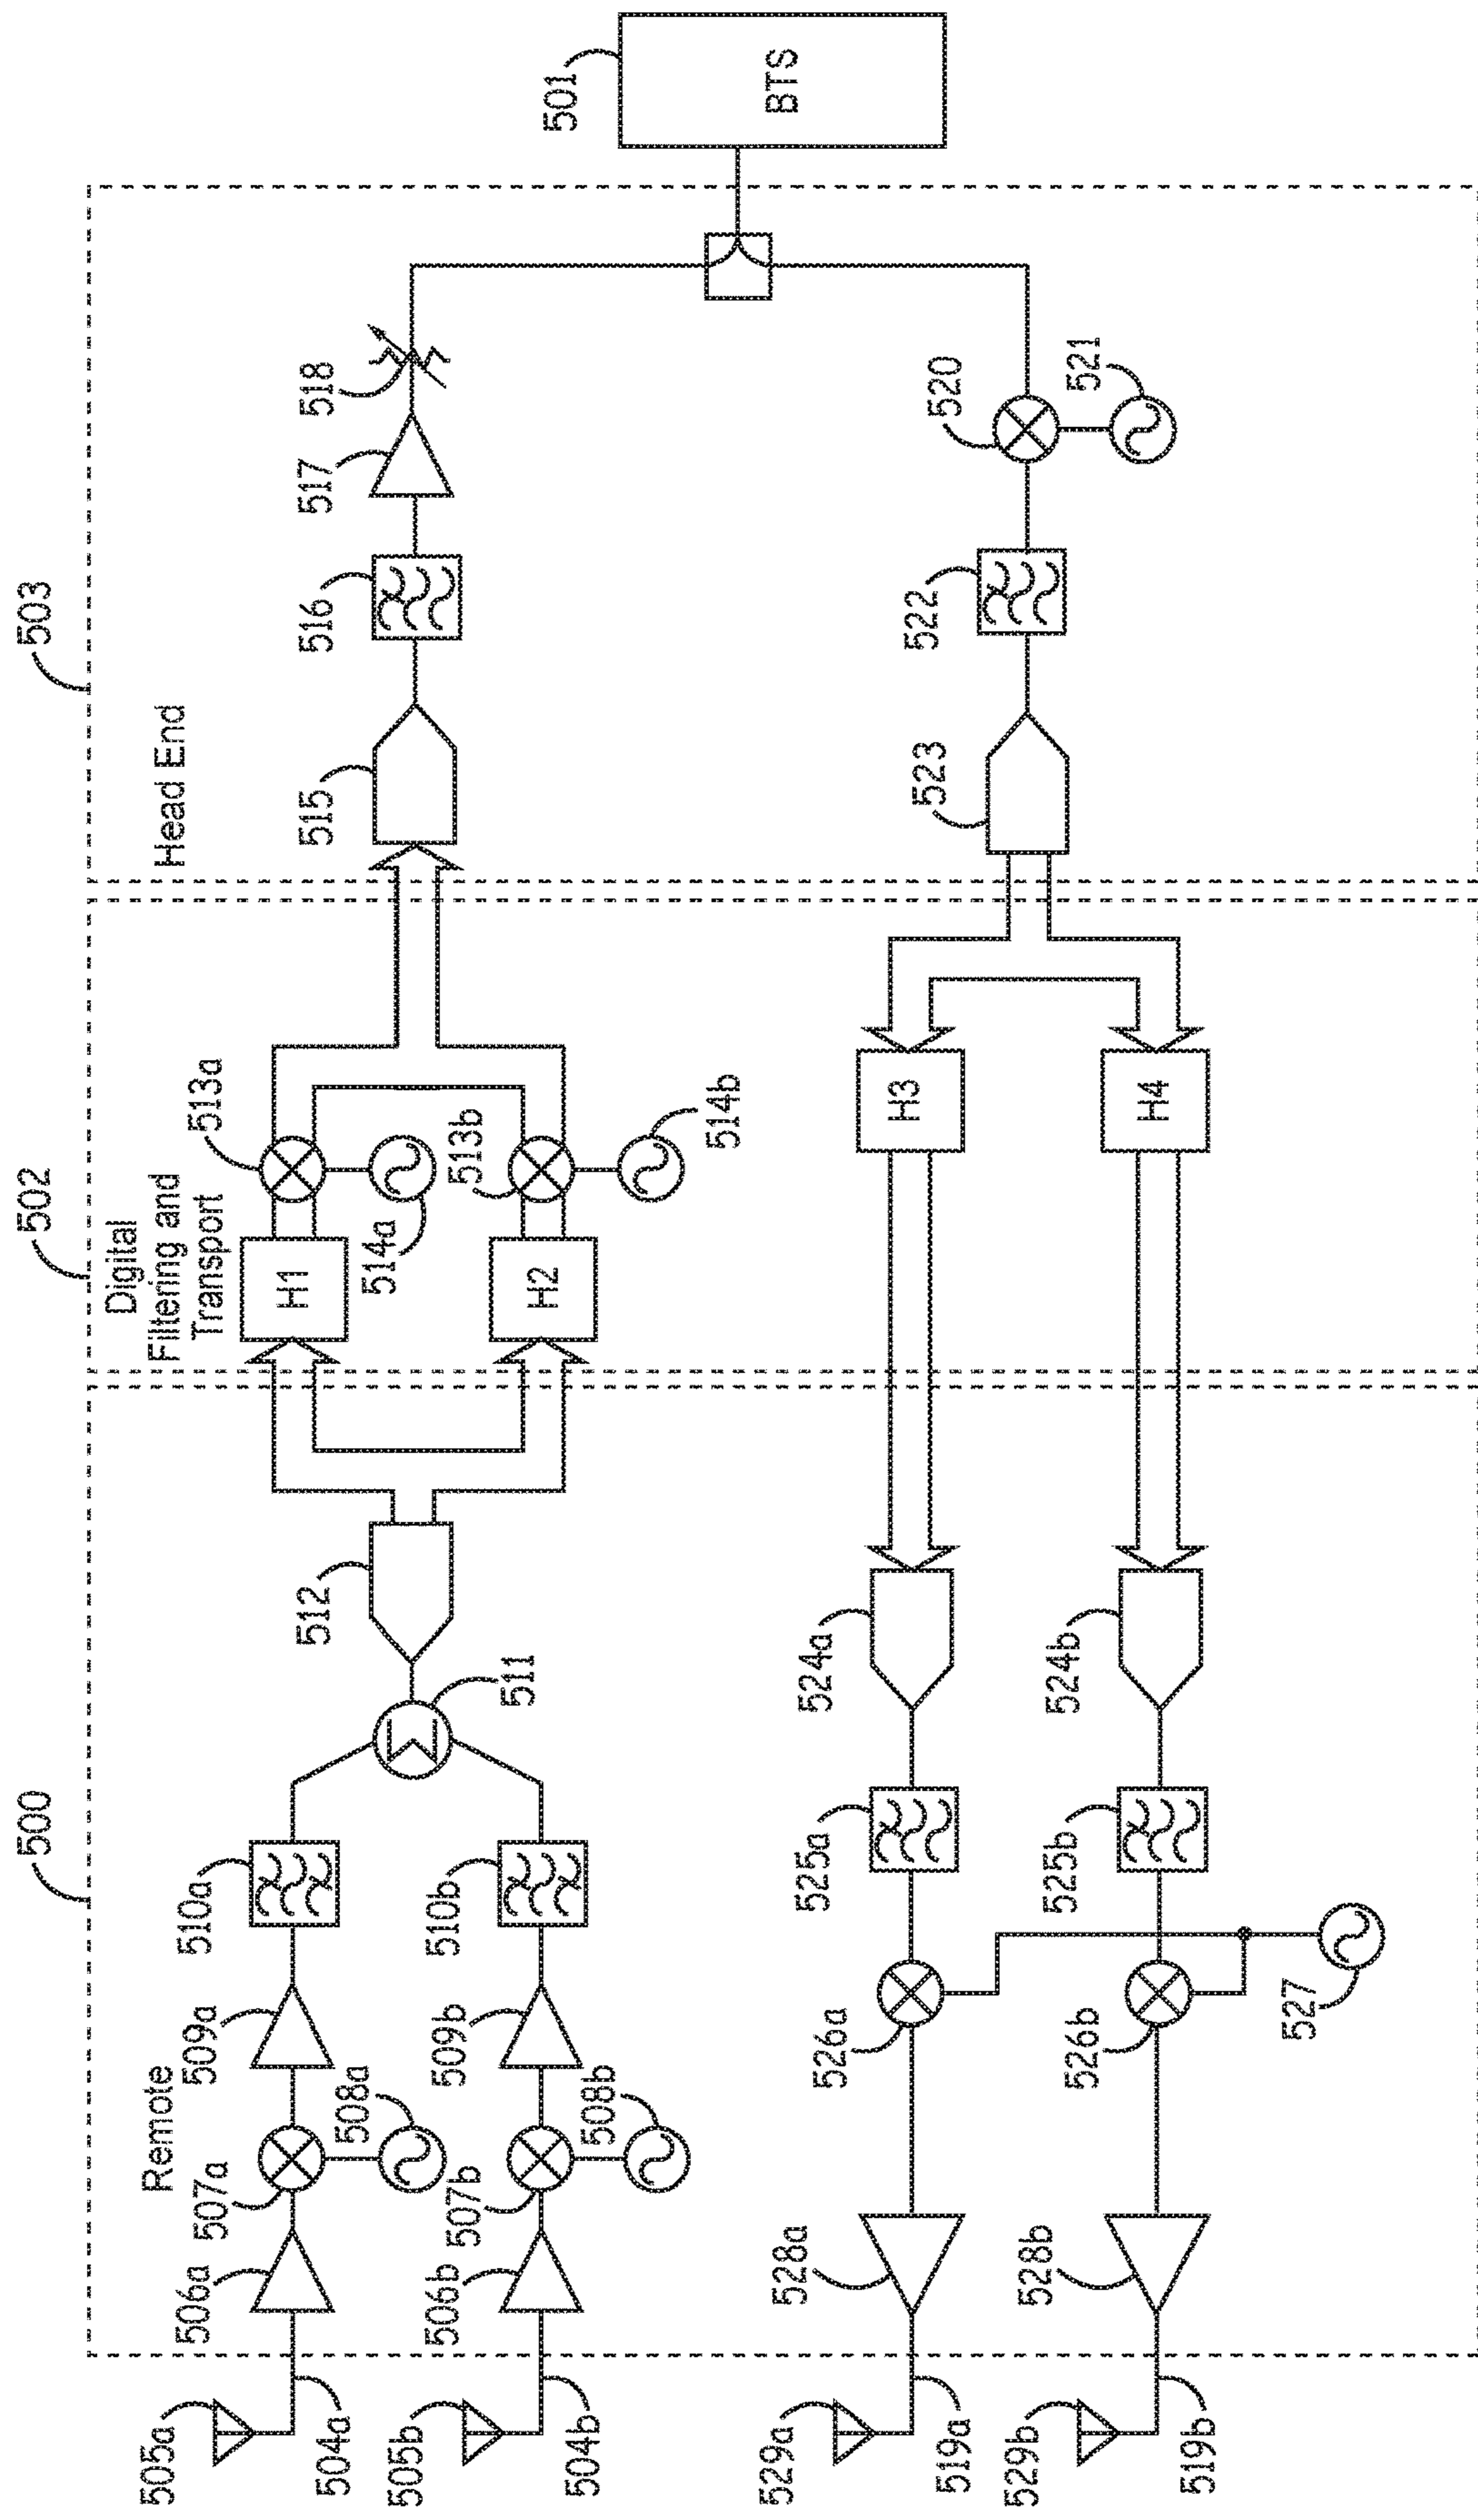 500
502
503
Remote
Digital
Filtering and
Transport
Head End
501
BTS
505a
504a
506a
507a
508a
509a
510a
505b
504b
506b
507b
508b
509b
510b
511
512
H1
513a
514a
H2
513b
514b
515
516
517
518
529a
519a
528a
526a
525a
524a
H3
529b
519b
528b
526b
527
525b
524b
H4
523
522
520
521